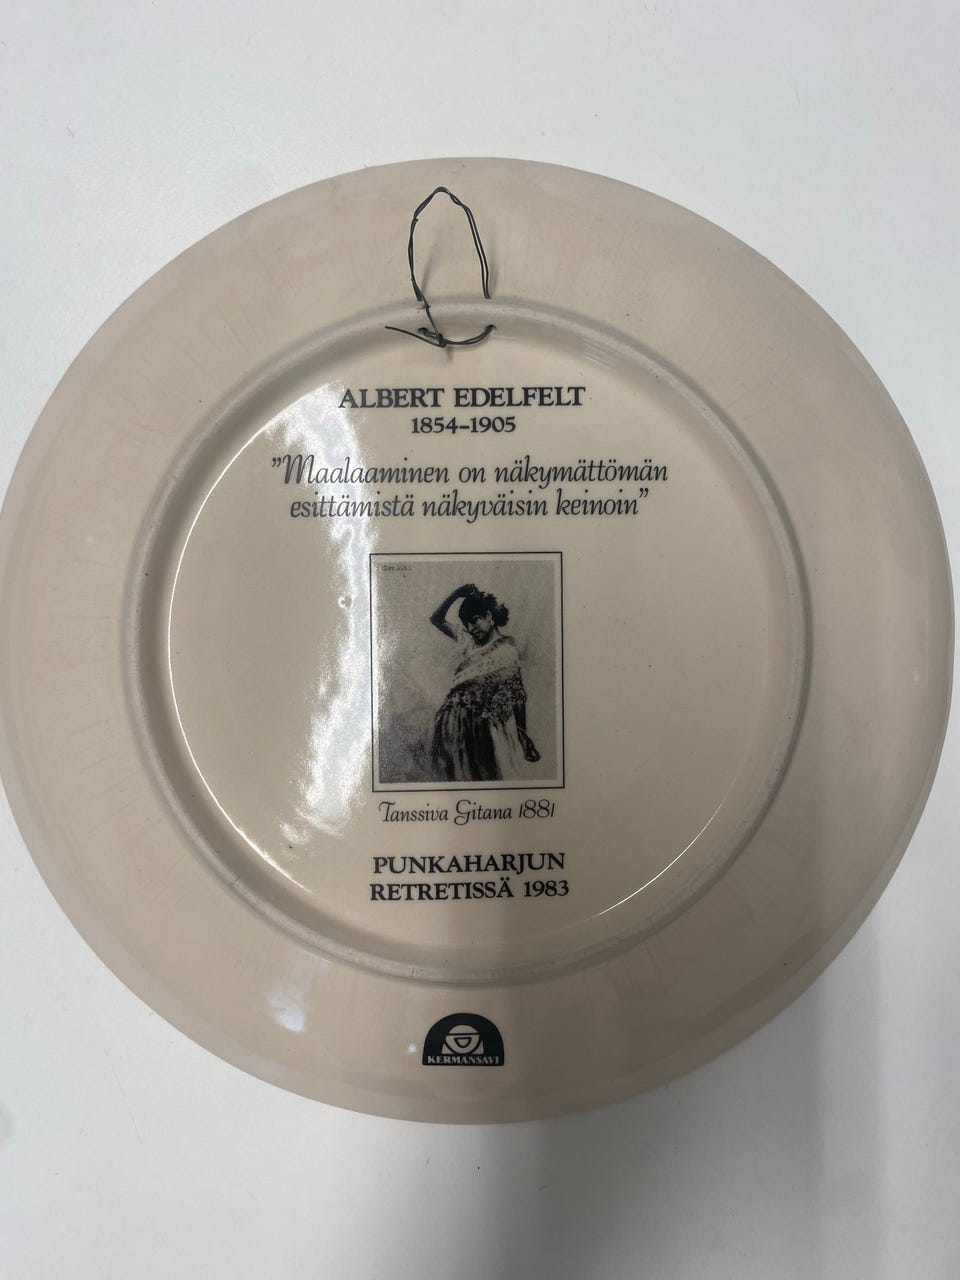 ALBERT EDELFELT
1854–1905
”Maalaaminen on näkymättömän
esittämistä näkyväisin keinoin”
Tanssiva Gitana 1881
PUNKAHARJUN
RETRETISSÄ 1983
KERMANSAVI